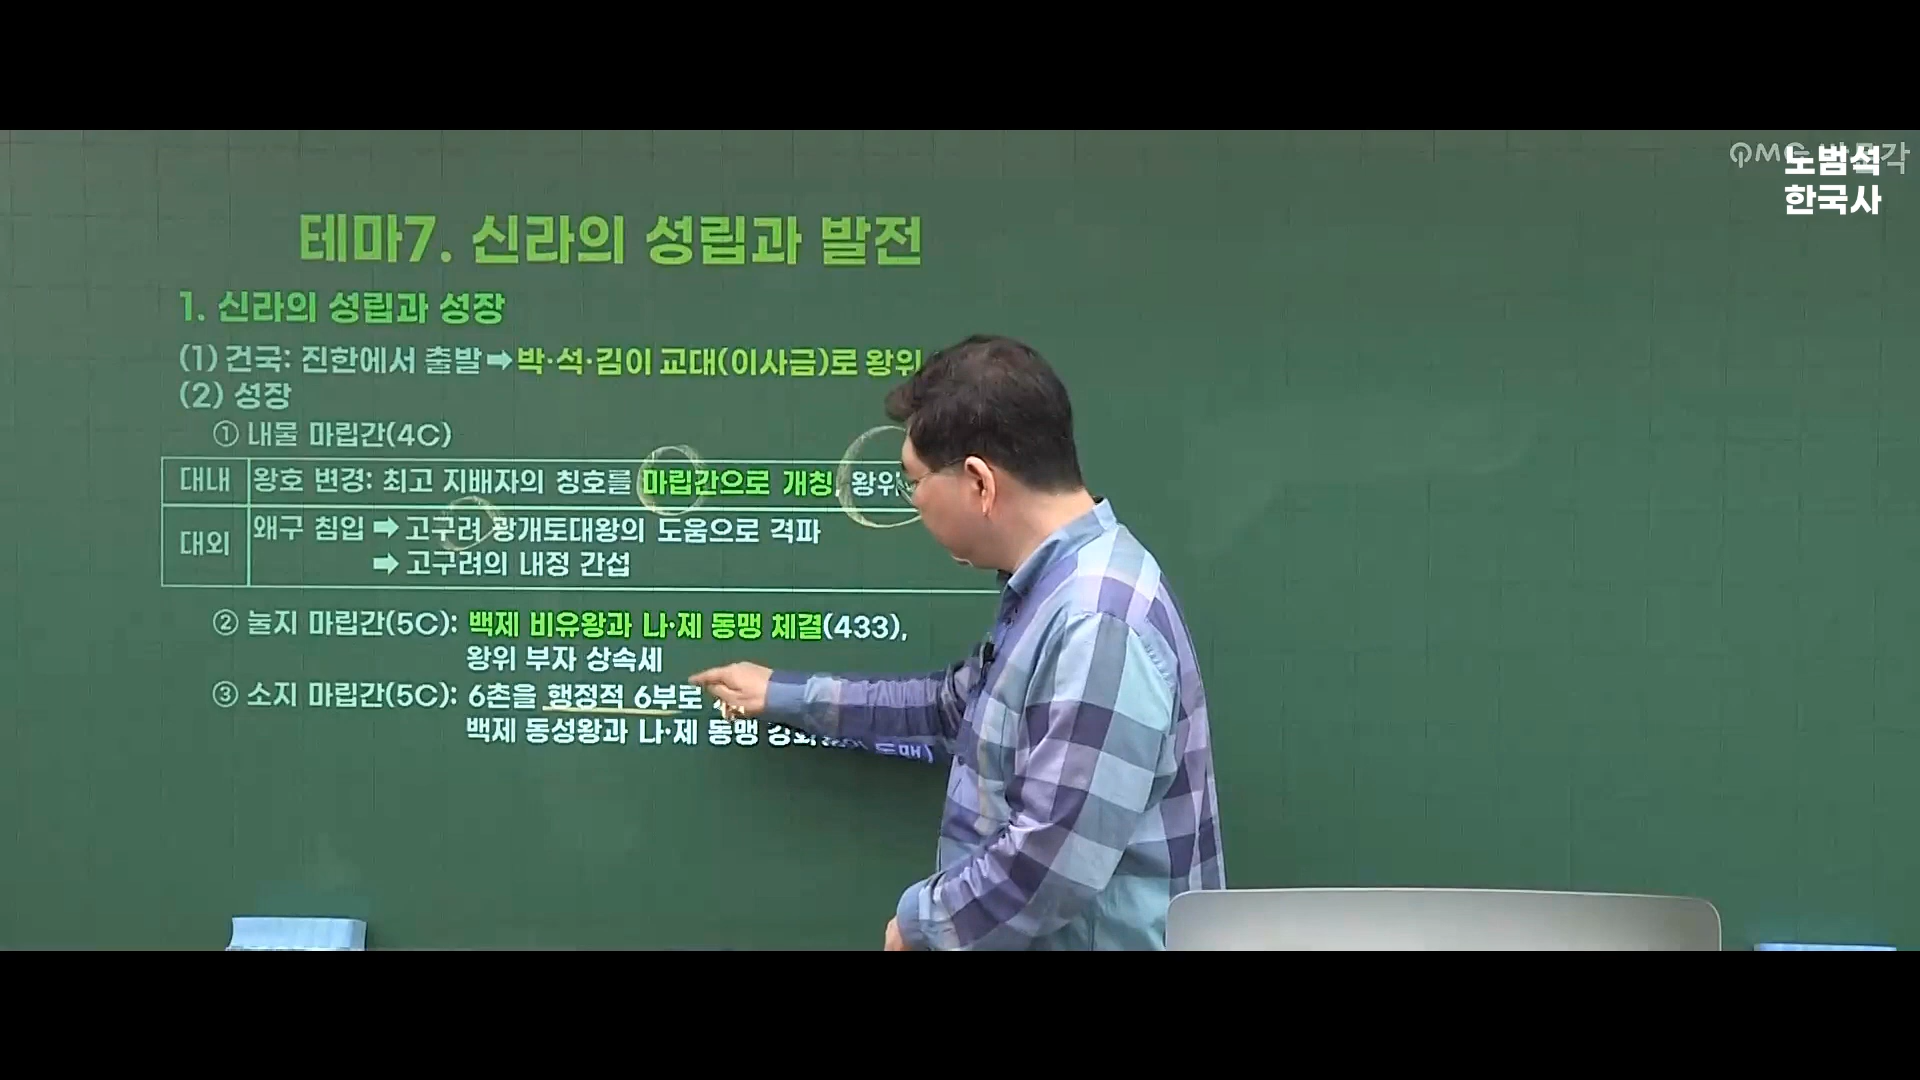 노범석
한국사
테마7. 신라의 성립과 발전
1. 신라의 성립과 성장
(1) 건국: 진한에서 출발 ➡ 박·석·김이 교대(이사금)로 왕위
(2) 성장
① 내물 마립간(4C)
대내 왕호 변경: 최고 지배자의 칭호를 마립간으로 개칭, 왕위
대외 왜구 침입 ➡ 고구려 광개토대왕의 도움으로 격파
➡ 고구려의 내정 간섭
② 눌지 마립간(5C): 백제 비유왕과 나·제 동맹 체결(433),
왕위 부자 상속세
③ 소지 마립간(5C): 6촌을 행정적 6부로
백제 동성왕과 나·제 동맹 강화